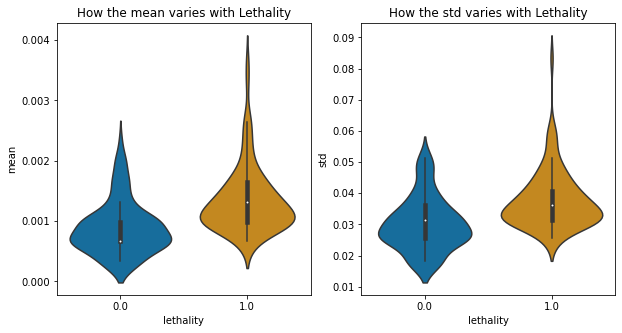 How the mean varies with Lethality
0.004
0.003
0.002
0.001
0.000
mean
0.0 1.0
lethality
How the std varies with Lethality
0.09
0.08
0.07
0.06
0.05
0.04
0.03
0.02
0.01
std
0.0 1.0
lethality